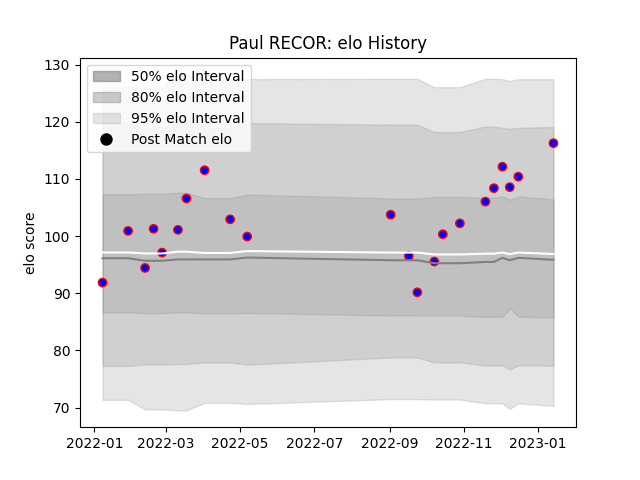 Paul RECOR: elo History
50% elo Interval
80% elo Interval
95% elo Interval
Post Match elo
elo score
130
120
110
100
90
80
70
2022-01 2022-03 2022-05 2022-07 2022-09 2022-11 2023-01